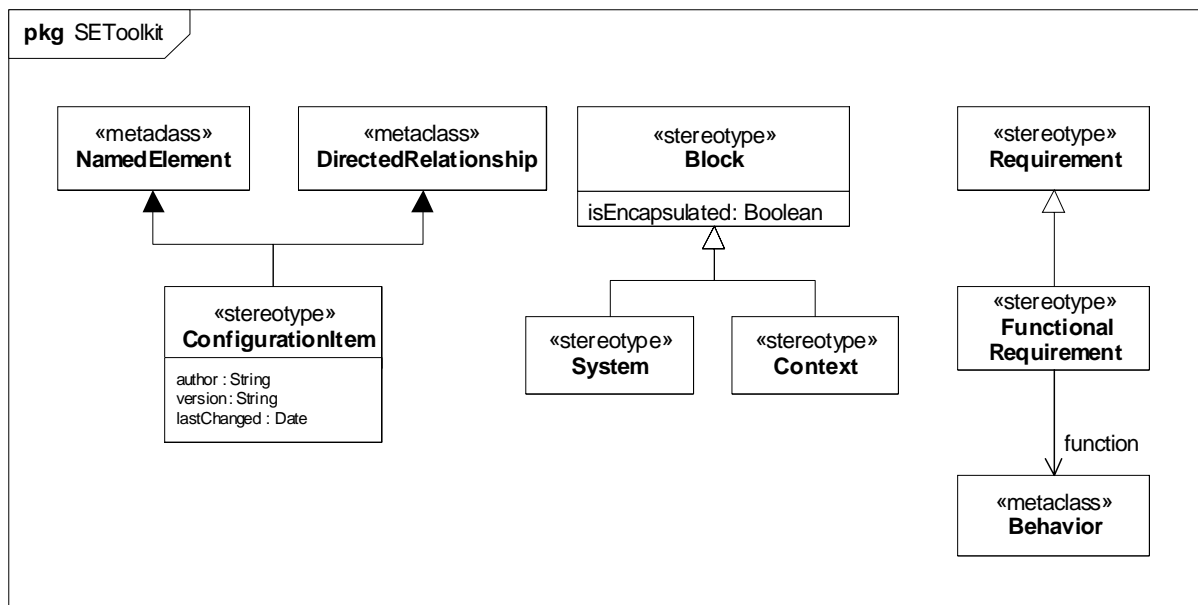 pkg SEToolkit
«metaclass»
NamedElement
«metaclass»
DirectedRelationship
«stereotype»
Block
isEncapsulated: Boolean
«stereotype»
Requirement
«stereotype»
ConfigurationItem
author : String
version: String
lastChanged : Date
«stereotype»
System
«stereotype»
Context
«stereotype»
Functional
Requirement
function
«metaclass»
Behavior